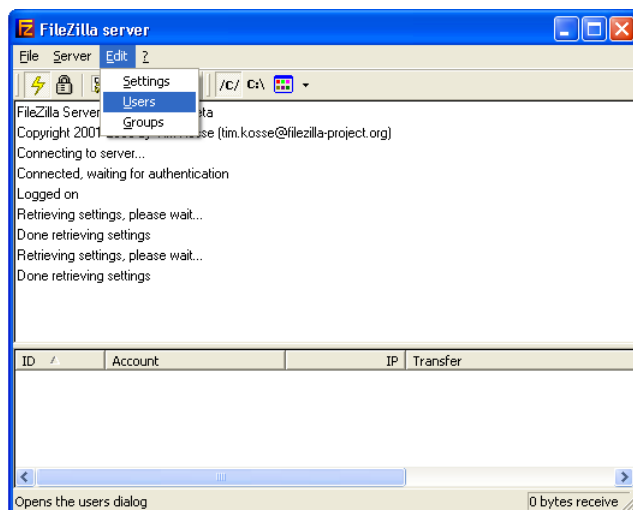 FileZilla server
File Server Edit ?
Settings
/C/ C:\
Users
FileZilla Server
Groups
Copyright 2001 (tim.kosse@filezilla-project.org)
Connecting to server...
Connected, waiting for authentication
Logged on
Retrieving settings, please wait...
Done retrieving settings
Retrieving settings, please wait...
Done retrieving settings
ID Account IP Transfer
Opens the users dialog 0 bytes receive